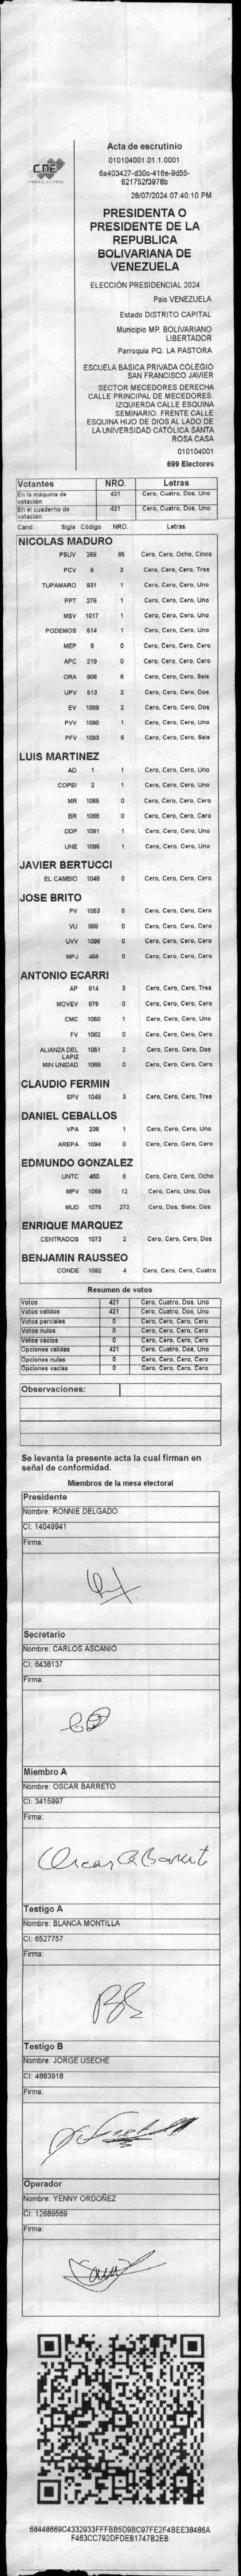 CNE
Acta de escrutinio
010104001.01.1.0001
6a403427-d30c-416e-9d55-
621752f3978b
28/07/2024 07:40:10 PM
PRESIDENTA O
PRESIDENTE DE LA
REPUBLICA
BOLIVARIANA DE
VENEZUELA
ELECCIÓN PRESIDENCIAL 2024
País VENEZUELA
Estado DISTRITO CAPITAL
Municipio MP. BOLIVARIANO
LIBERTADOR
Parroquia PQ. LA PASTORA
ESCUELA BÁSICA PRIVADA COLEGIO
SAN FRANCISCO JAVIER
SECTOR MECEDORES DERECHA
CALLE PRINCIPAL DE MECEDORES.
IZQUIERDA CALLE ESQUINA
SEMINARIO. FRENTE CALLE
ESQUINA HIJO DE DIOS AL LADO DE
LA UNIVERSIDAD CATÓLICA SANTA
ROSA CASA
010104001
699 Electores
Votantes NRO. Letras
En la máquina de votación 421 Cero, Cuatro, Dos, Uno
En el cuaderno de votación 421 Cero, Cuatro, Dos, Uno
Cand. Sigla Código NRO. Letras
NICOLAS MADURO
PSUV 269 85 Cero, Cero, Ocho, Cinco
PCV 9 3 Cero, Cero, Cero, Tres
TUPAMARO 931 1 Cero, Cero, Cero, Uno
PPT 276 1 Cero, Cero, Cero, Uno
MSV 1017 1 Cero, Cero, Cero, Uno
PODEMOS 514 1 Cero, Cero, Cero, Uno
MEP 6 0 Cero, Cero, Cero, Cero
APC 219 0 Cero, Cero, Cero, Cero
ORA 906 6 Cero, Cero, Cero, Seis
UPV 513 2 Cero, Cero, Cero, Dos
EV 1089 2 Cero, Cero, Cero, Dos
PVV 1090 1 Cero, Cero, Cero, Uno
PFV 1093 6 Cero, Cero, Cero, Seis
LUIS MARTINEZ
AD 1 1 Cero, Cero, Cero, Uno
COPEI 2 1 Cero, Cero, Cero, Uno
MR 1065 0 Cero, Cero, Cero, Cero
BR 1066 0 Cero, Cero, Cero, Cero
DDP 1091 1 Cero, Cero, Cero, Uno
UNE 1095 1 Cero, Cero, Cero, Uno
JAVIER BERTUCCI
EL CAMBIO 1048 0 Cero, Cero, Cero, Cero
JOSE BRITO
PV 1053 0 Cero, Cero, Cero, Cero
VU 968 0 Cero, Cero, Cero, Cero
UVV 1096 0 Cero, Cero, Cero, Cero
MPJ 458 0 Cero, Cero, Cero, Cero
ANTONIO ECARRI
AP 914 3 Cero, Cero, Cero, Tres
MOVEV 979 0 Cero, Cero, Cero, Cero
CMC 1050 1 Cero, Cero, Cero, Uno
FV 1062 0 Cero, Cero, Cero, Cero
ALIANZA DEL LAPIZ 1051 2 Cero, Cero, Cero, Dos
MIN UNIDAD 1068 0 Cero, Cero, Cero, Cero
CLAUDIO FERMIN
SPV 1049 3 Cero, Cero, Cero, Tres
DANIEL CEBALLOS
VPA 236 1 Cero, Cero, Cero, Uno
AREPA 1094 0 Cero, Cero, Cero, Cero
EDMUNDO GONZALEZ
UNTC 460 8 Cero, Cero, Cero, Ocho
MPV 1069 12 Cero, Cero, Uno, Dos
MUD 1075 272 Cero, Dos, Siete, Dos
ENRIQUE MARQUEZ
CENTRADOS 1073 2 Cero, Cero, Cero, Dos
BENJAMIN RAUSSEO
CONDE 1092 4 Cero, Cero, Cero, Cuatro
Resumen de votos
Votos 421 Cero, Cuatro, Dos, Uno
Votos validos 421 Cero, Cuatro, Dos, Uno
Votos parciales 0 Cero, Cero, Cero, Cero
Votos nulos 0 Cero, Cero, Cero, Cero
Votos vacios 0 Cero, Cero, Cero, Cero
Opciones validas 421 Cero, Cuatro, Dos, Uno
Opciones nulas 0 Cero, Cero, Cero, Cero
Opciones vacias 0 Cero, Cero, Cero, Cero
Observaciones:
Se levanta la presente acta la cual firman en
señal de conformidad.
Miembros de la mesa electoral
Presidente
Nombre: RONNIE DELGADO
CI: 14049941
Firma:
Secretario
Nombre: CARLOS ASCANIO
CI: 6438137
Firma:
Miembro A
Nombre: OSCAR BARRETO
CI: 3415997
Firma:
Testigo A
Nombre: BLANCA MONTILLA
CI: 6527757
Firma:
Testigo B
Nombre: JORGE USECHE
CI: 4883918
Firma:
Operador
Nombre: YENNY ORDOÑEZ
CI: 12689569
Firma:
68448669C4332933FFFBB5D9BC97FE2F4BEE38486A
F463CC792DFDEB1747B2EB